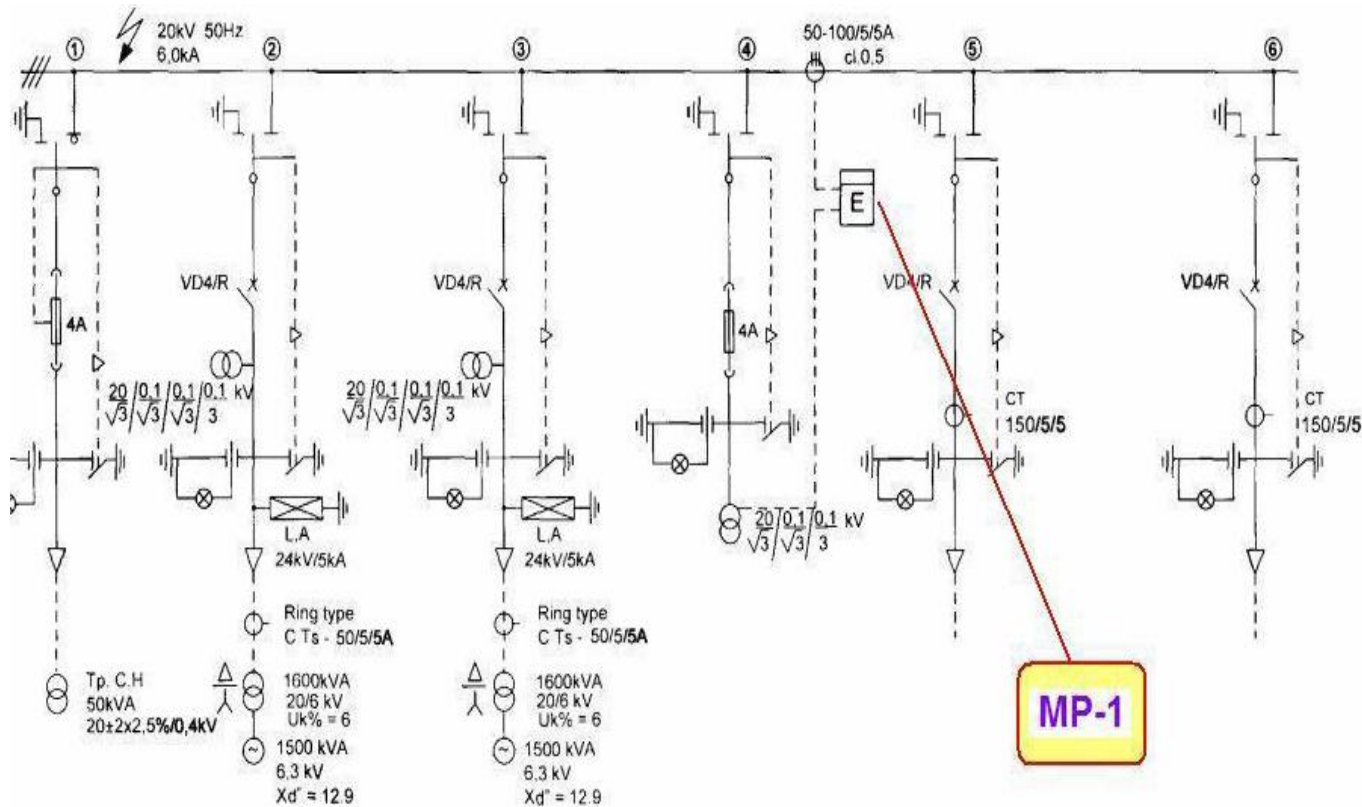 20kV 50Hz
6,0kA
1
2
3
4
50-100/5/5A
cl.0,5
5
6
E
4A
VD4/R
VD4/R
4A
VD4/R
VD4/R
20/√3/0,1/√3/0,1/√3/0,1/3 kV
20/√3/0,1/√3/0,1/√3/0,1/3 kV
CT
150/5/5
CT
150/5/5
L,A
24kV/5kA
L,A
24kV/5kA
20/√3/0,1/√3/0,1/3 kV
Ring type
C Ts - 50/5/5A
Ring type
C Ts - 50/5/5A
Tp. C.H
50kVA
20±2x2,5%/0,4kV
1600kVA
20/6 kV
Uk% = 6
1600kVA
20/6 kV
Uk% = 6
1500 kVA
6,3 kV
Xd" = 12.9
1500 kVA
6,3 kV
Xd" = 12.9
MP-1